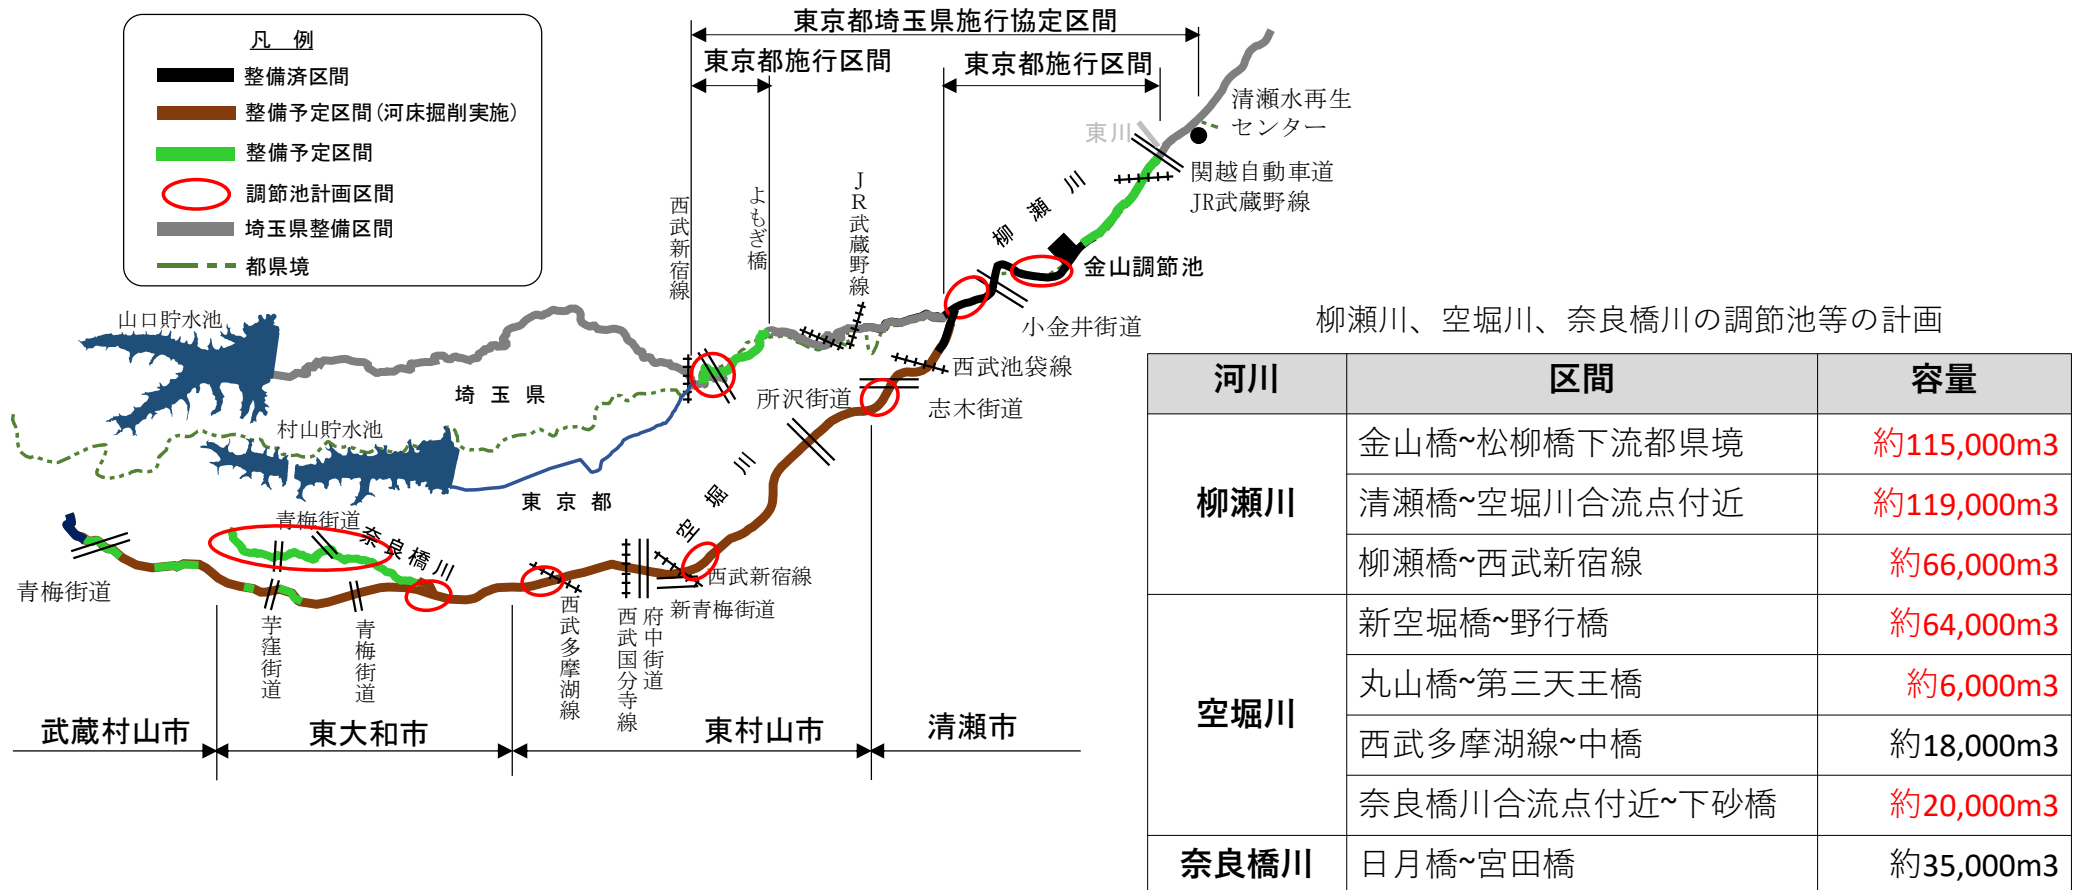 凡 例
整備済区間
整備予定区間(河床掘削実施)
整備予定区間
調節池計画区間
埼玉県整備区間
都県境
東京都埼玉県施行協定区間
東京都施行区間
東京都施行区間
清瀬水再生
センター
東川
関越自動車道
JR武蔵野線
柳瀬川
西武新宿線
よもぎ橋
JR武蔵野線
金山調節池
小金井街道
山口貯水池
埼玉県
西武池袋線
所沢街道
志木街道
村山貯水池
東京都
空堀川
青梅街道
奈良橋川
青梅街道
西武新宿線
新青梅街道
芋窪街道
青梅街道
西武多摩湖線
西武国分寺線
府中街道
武蔵村山市
東大和市
東村山市
清瀬市
柳瀬川、空堀川、奈良橋川の調節池等の計画
河川 区間 容量
柳瀬川
金山橋~松柳橋下流都県境 約115,000m3
清瀬橋~空堀川合流点付近 約119,000m3
柳瀬橋~西武新宿線 約66,000m3
空堀川
新空堀橋~野行橋 約64,000m3
丸山橋~第三天王橋 約6,000m3
西武多摩湖線~中橋 約18,000m3
奈良橋川合流点付近~下砂橋 約20,000m3
奈良橋川 日月橋~宮田橋 約35,000m3